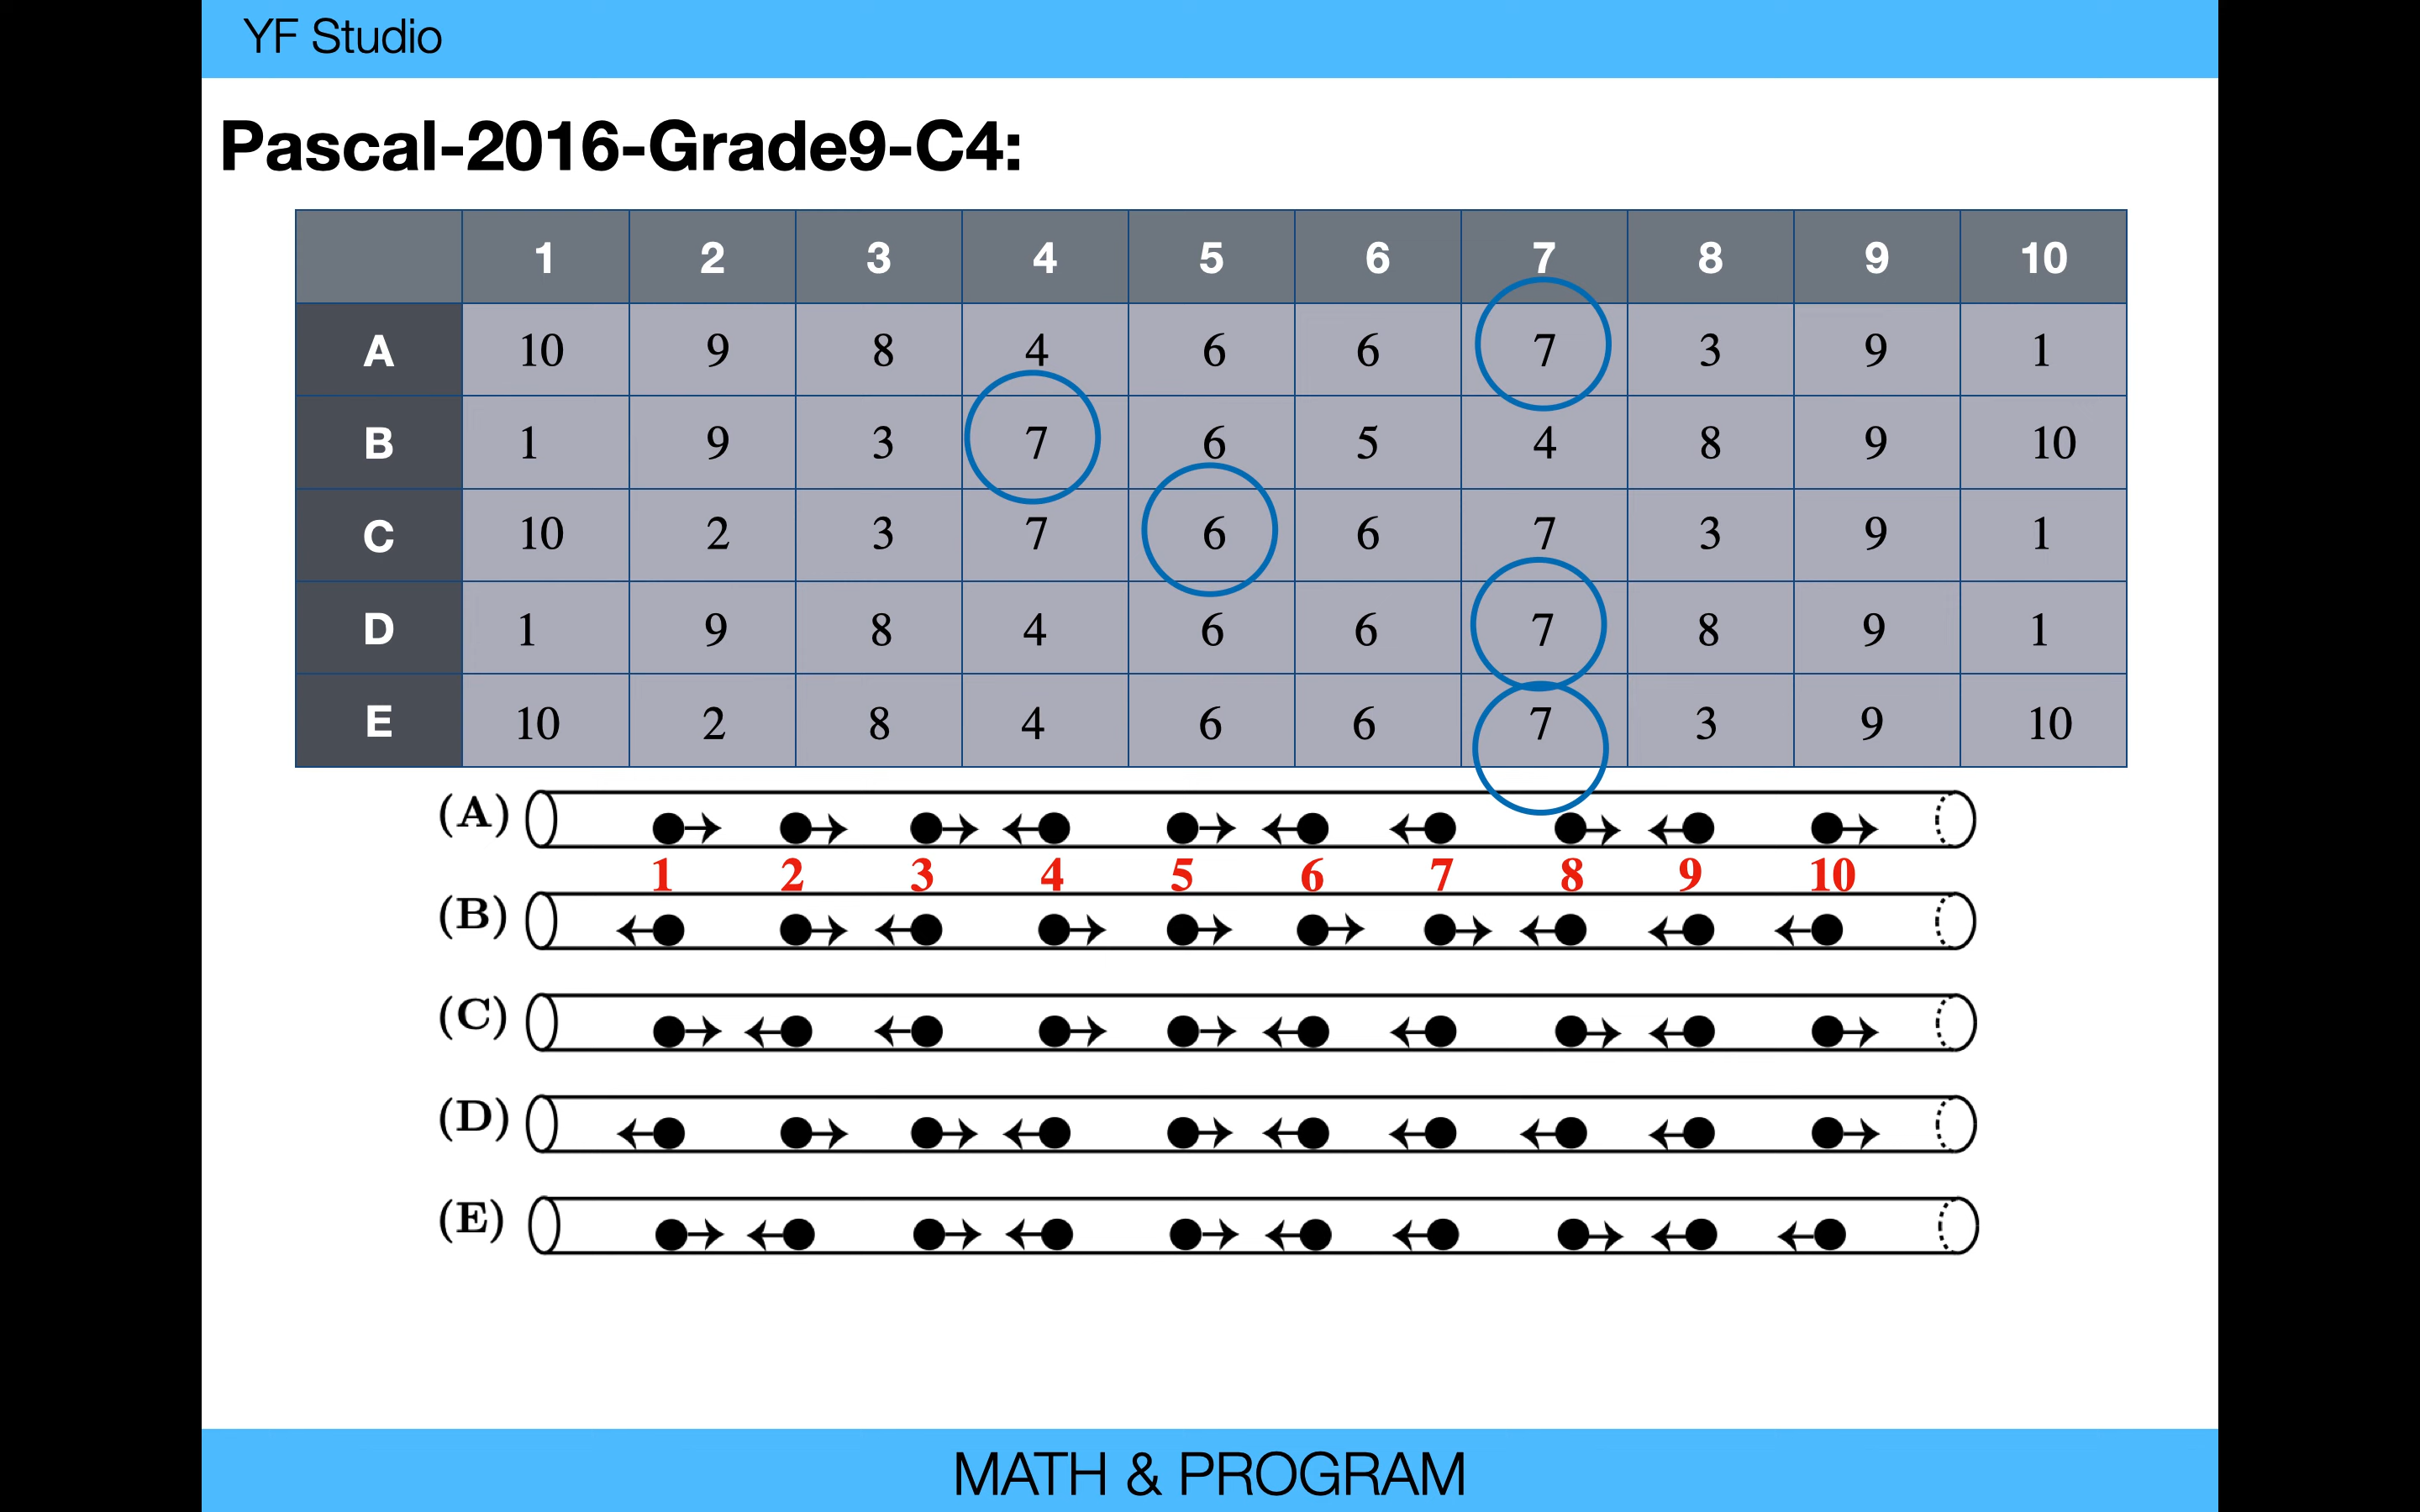 YF Studio
Pascal-2016-Grade9-C4:
1 2 3 4 5 6 7 8 9 10
A 10 9 8 4 6 6 7 3 9 1
B 1 9 3 7 6 5 4 8 9 10
C 10 2 3 7 6 6 7 3 9 1
D 1 9 8 4 6 6 7 8 9 1
E 10 2 8 4 6 6 7 3 9 10
(A)
1 2 3 4 5 6 7 8 9 10
(B)
(C)
(D)
(E)
MATH & PROGRAM